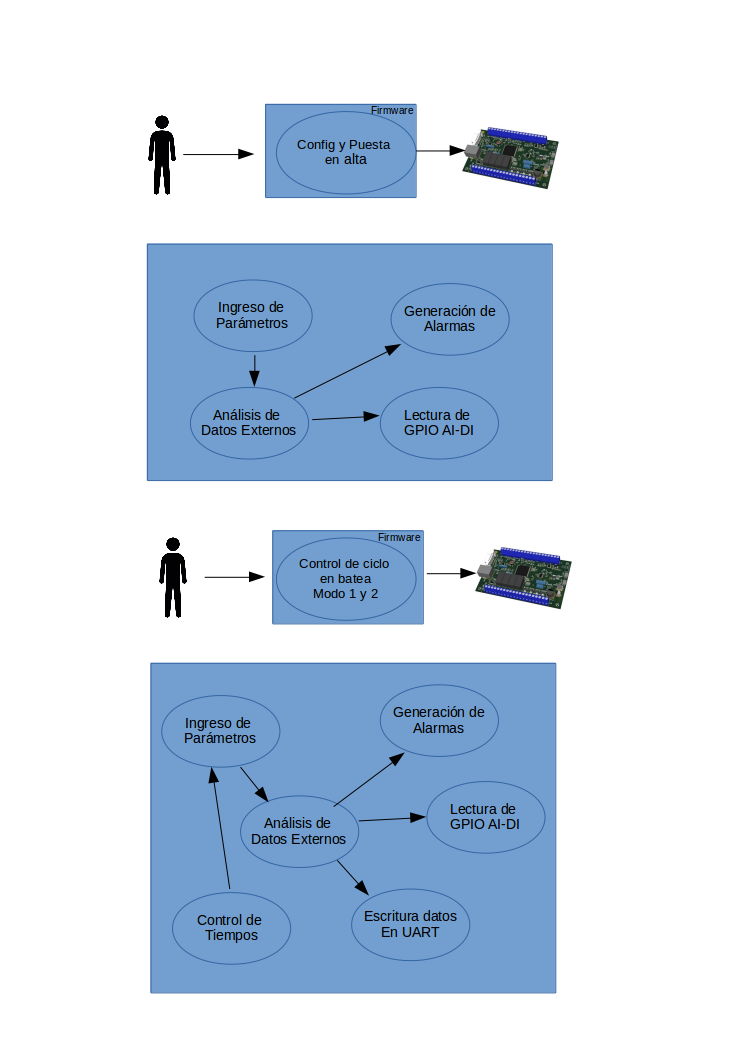 Firmware
Config y Puesta
en alta
Ingreso de
Parámetros
Generación de
Alarmas
Análisis de
Datos Externos
Lectura de
GPIO AI-DI
Firmware
Control de ciclo
en batea
Modo 1 y 2
Ingreso de
Parámetros
Generación de
Alarmas
Análisis de
Datos Externos
Lectura de
GPIO AI-DI
Control de
Tiempos
Escritura datos
En UART